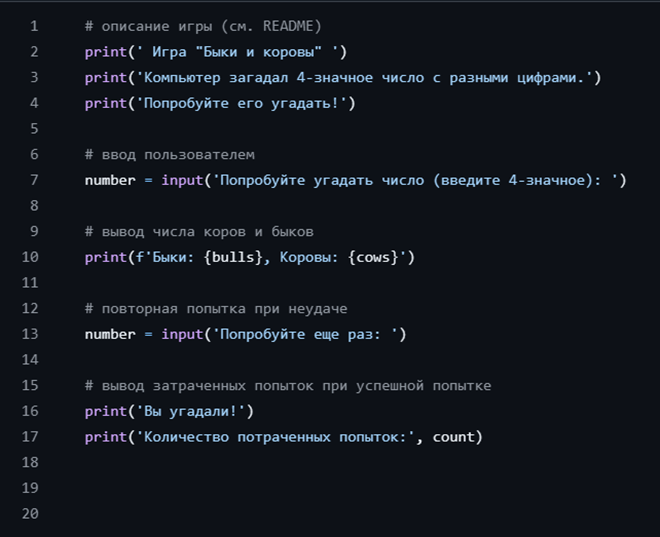 1 # описание игры (см. README)
2 print(' Игра "Быки и коровы" ')
3 print('Компьютер загадал 4-значное число с разными цифрами.')
4 print('Попробуйте его угадать!')
5
6 # ввод пользователем
7 number = input('Попробуйте угадать число (введите 4-значное): ')
8
9 # вывод числа коров и быков
10 print(f'Быки: {bulls}, Коровы: {cows}')
11
12 # повторная попытка при неудаче
13 number = input('Попробуйте еще раз: ')
14
15 # вывод затраченных попыток при успешной попытке
16 print('Вы угадали!')
17 print('Количество потраченных попыток:', count)
18
19
20